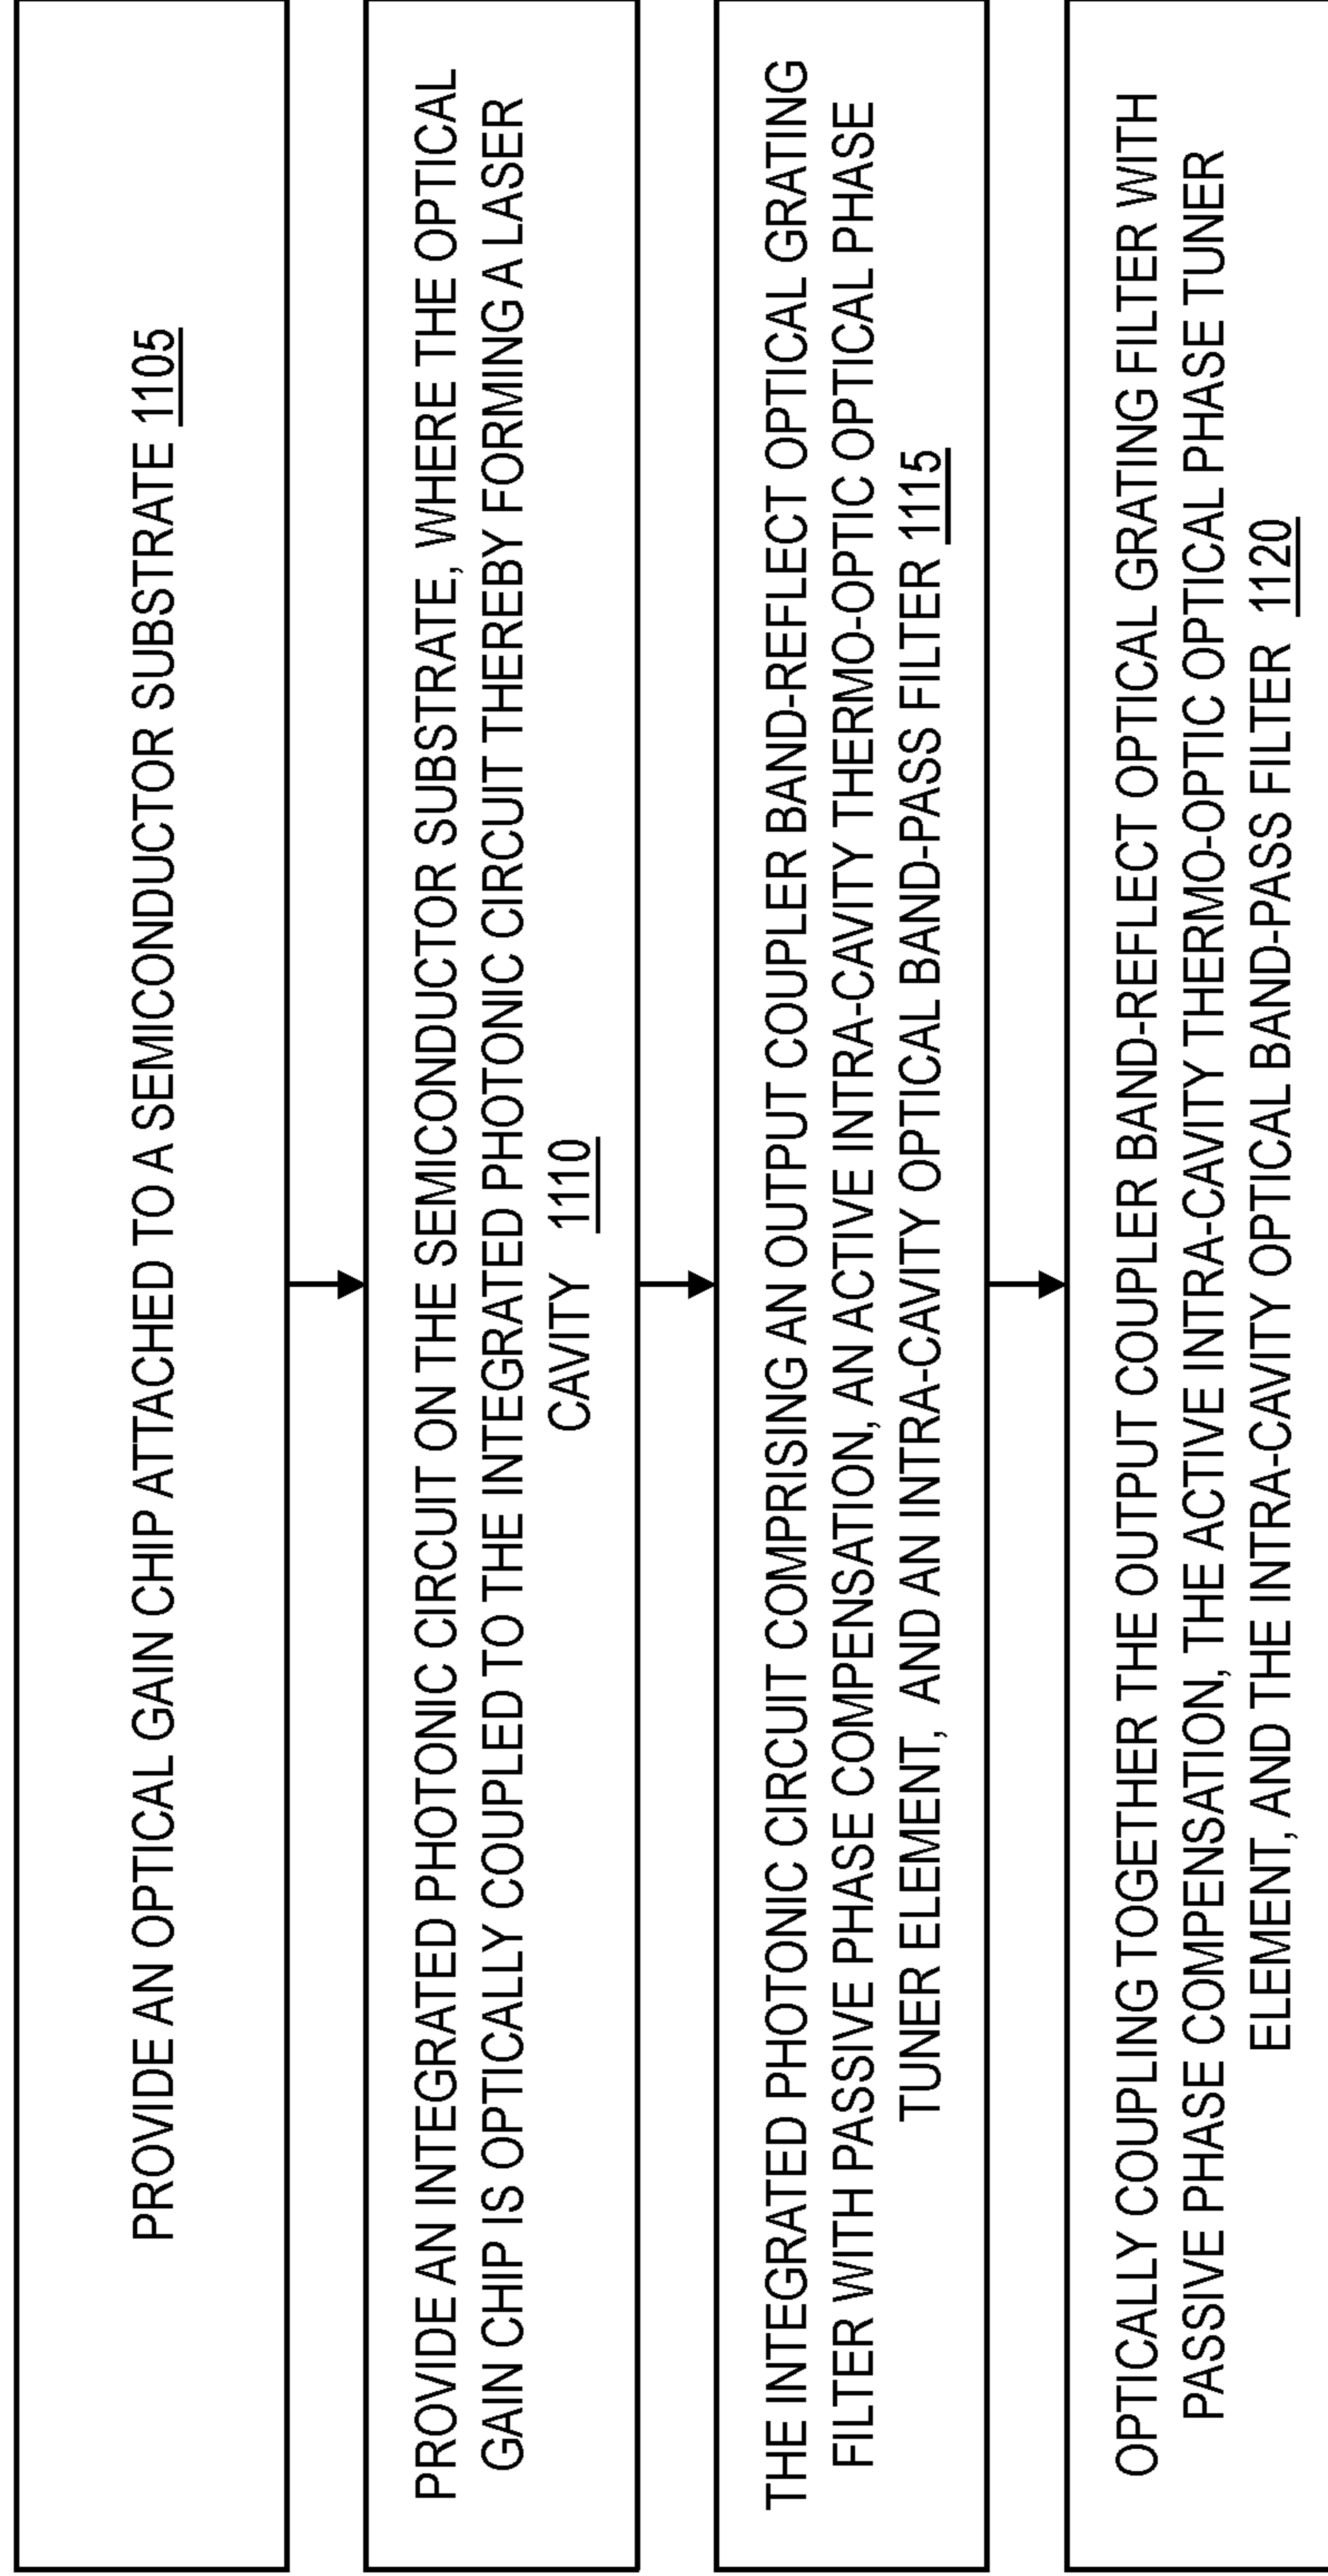 PROVIDE AN OPTICAL GAIN CHIP ATTACHED TO A SEMICONDUCTOR SUBSTRATE 1105
PROVIDE AN INTEGRATED PHOTONIC CIRCUIT ON THE SEMICONDUCTOR SUBSTRATE, WHERE THE OPTICAL
GAIN CHIP IS OPTICALLY COUPLED TO THE INTEGRATED PHOTONIC CIRCUIT THEREBY FORMING A LASER
CAVITY 1110
THE INTEGRATED PHOTONIC CIRCUIT COMPRISING AN OUTPUT COUPLER BAND-REFLECT OPTICAL GRATING
FILTER WITH PASSIVE PHASE COMPENSATION, AN ACTIVE INTRA-CAVITY THERMO-OPTIC OPTICAL PHASE
TUNER ELEMENT, AND AN INTRA-CAVITY OPTICAL BAND-PASS FILTER 1115
OPTICALLY COUPLING TOGETHER THE OUTPUT COUPLER BAND-REFLECT OPTICAL GRATING FILTER WITH
PASSIVE PHASE COMPENSATION, THE ACTIVE INTRA-CAVITY THERMO-OPTIC OPTICAL PHASE TUNER
ELEMENT, AND THE INTRA-CAVITY OPTICAL BAND-PASS FILTER 1120